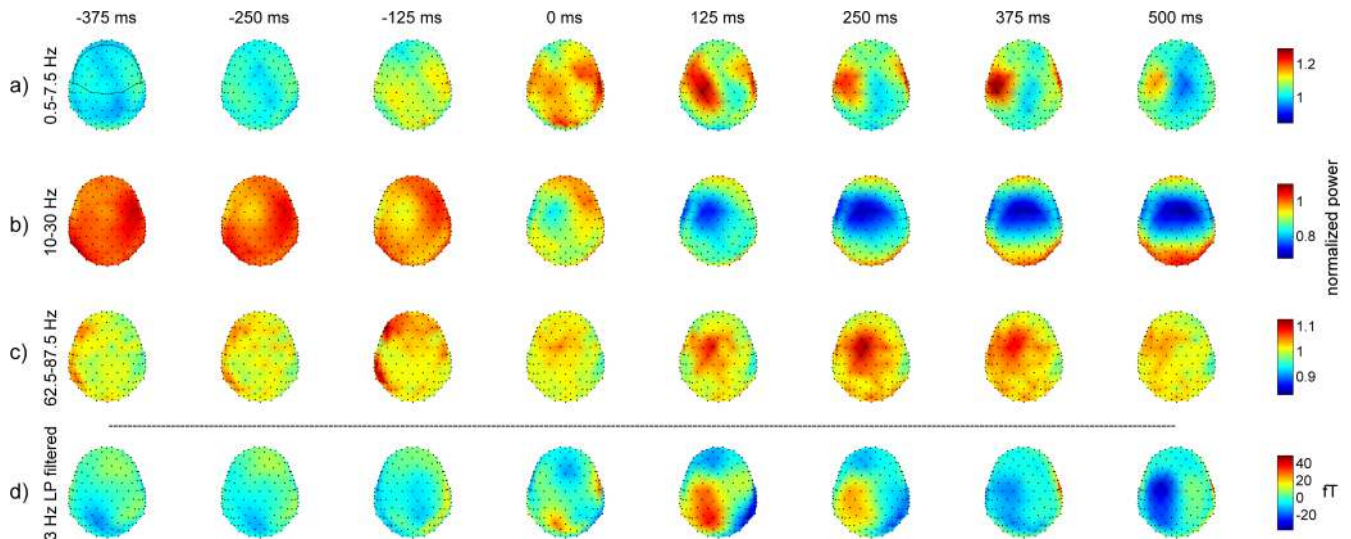 -375 ms -250 ms -125 ms 0 ms 125 ms 250 ms 375 ms 500 ms
a) 0.5-7.5 Hz
1.2
1
b) 10-30 Hz
1
0.8
normalized power
c) 62.5-87.5 Hz
1.1
1
0.9
d) 3 Hz LP filtered
40
20
0
-20
fT